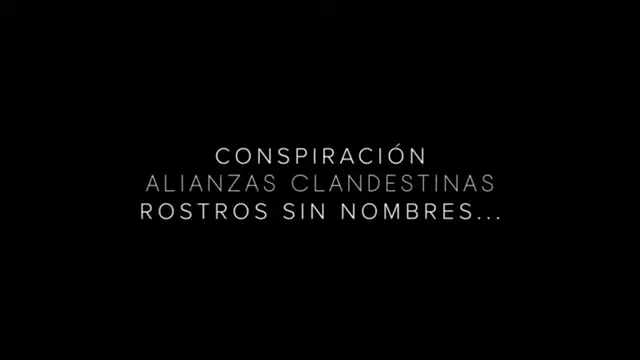 CONSPIRACIÓN
ALIANZAS CLANDESTINAS
ROSTROS SIN NOMBRES...